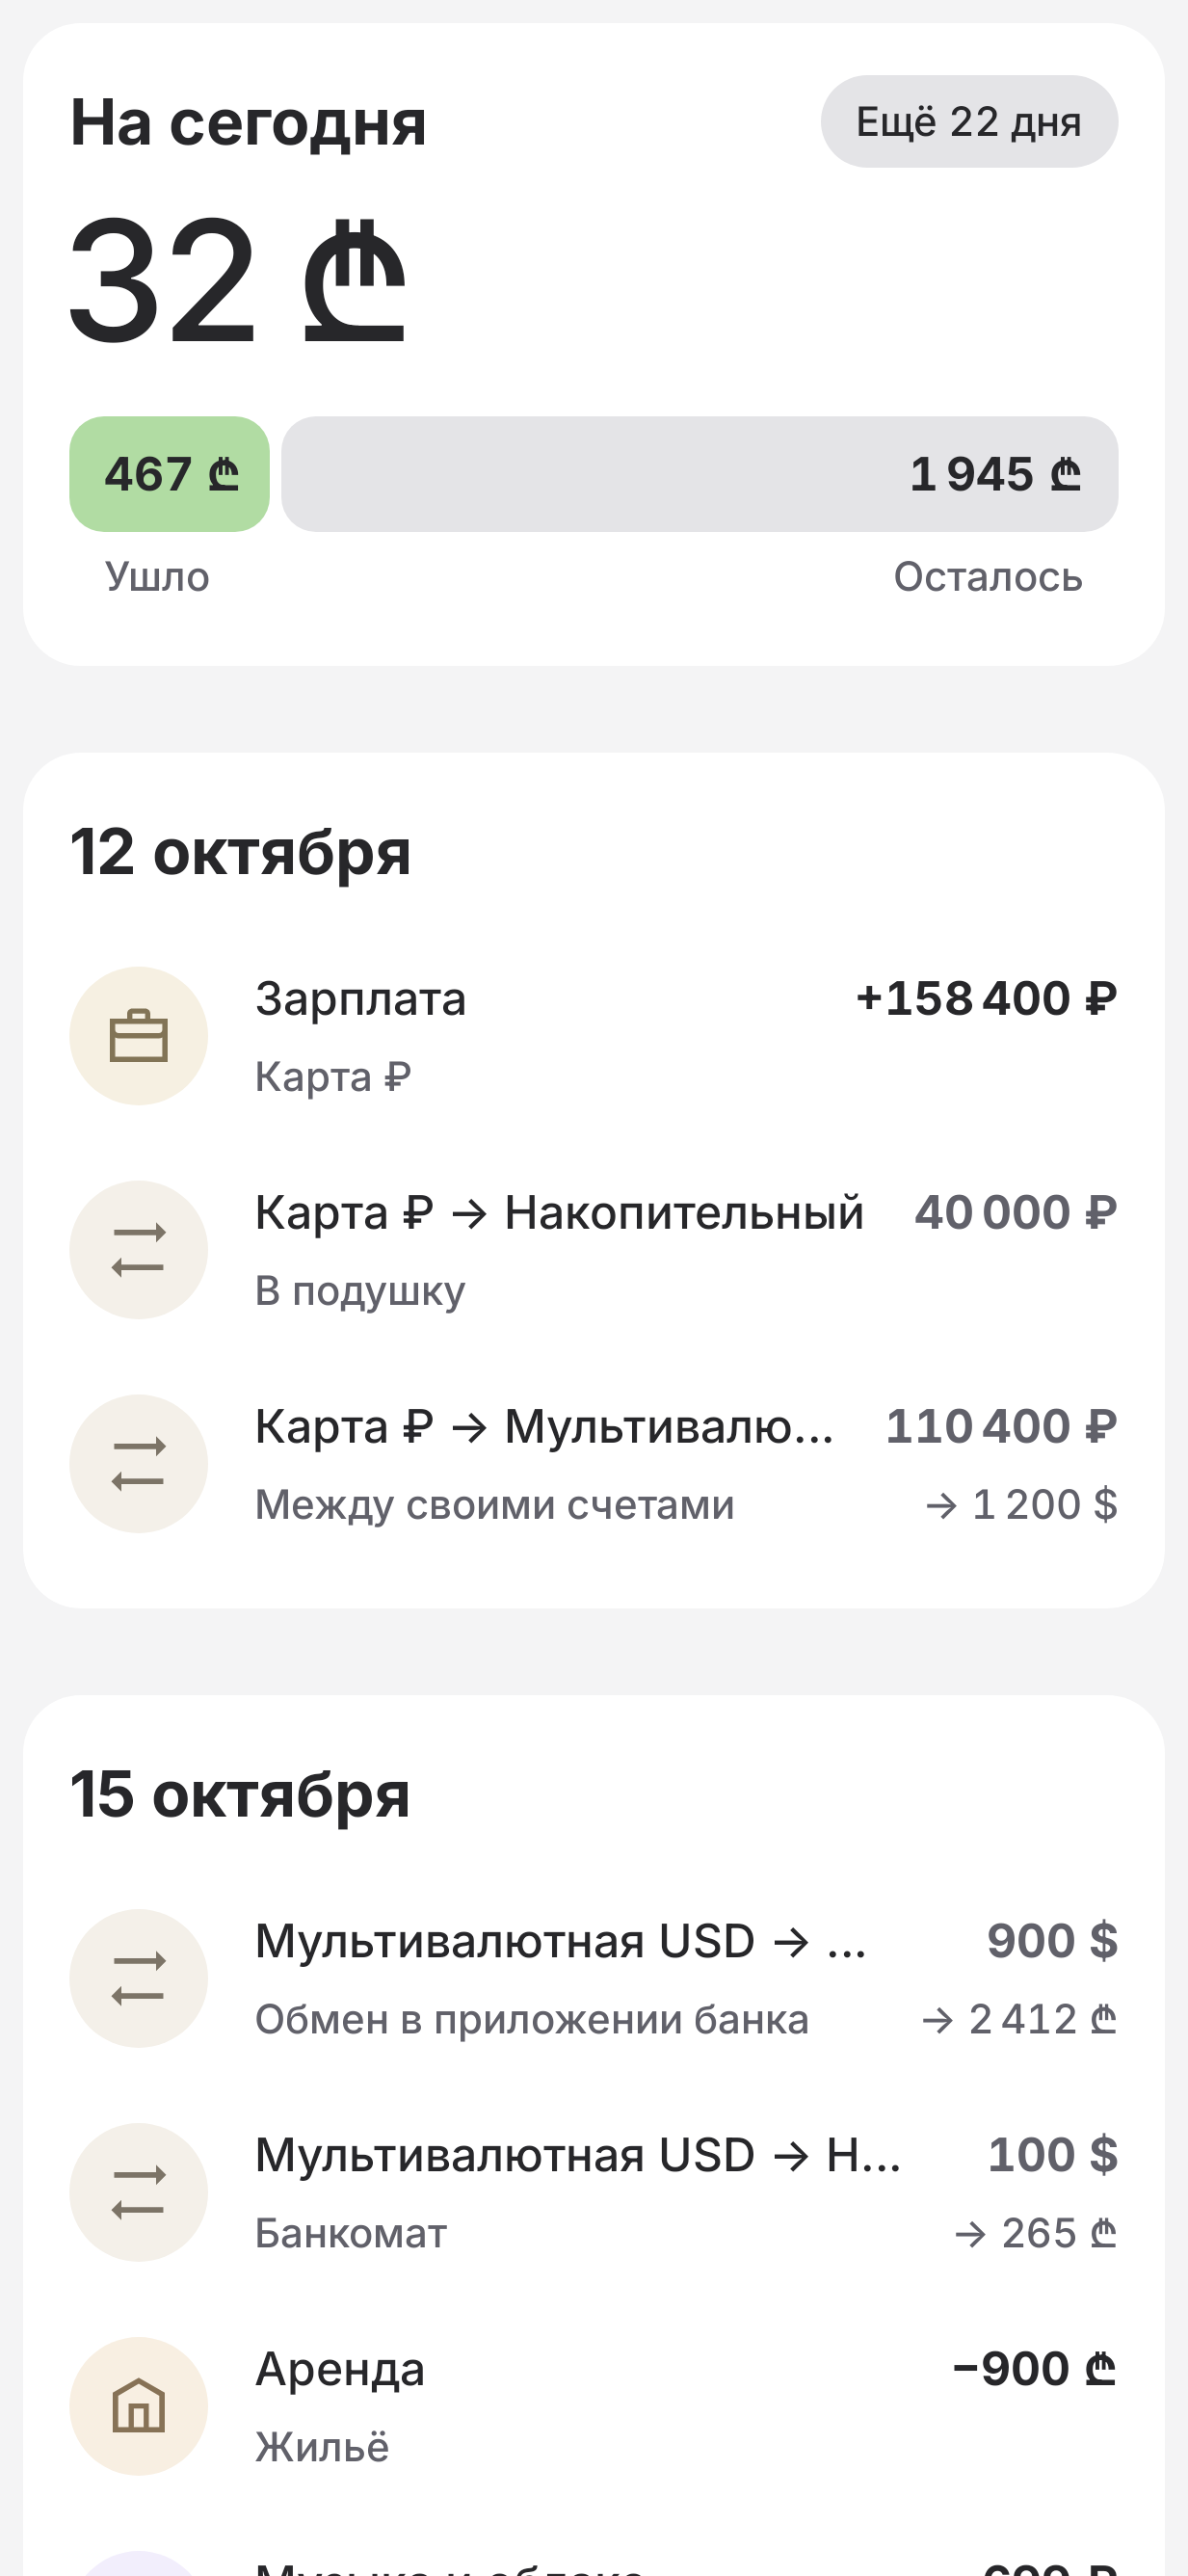 На сегодня
Ещё 22 дня
32 ₾
467 ₾
1 945 ₾
Ушло
Осталось
12 октября
Зарплата
+158 400 ₽
Карта ₽
Карта ₽ → Накопительный
40 000 ₽
В подушку
Карта ₽ → Мультивалю...
110 400 ₽
Между своими счетами
→ 1 200 $
15 октября
Мультивалютная USD → ...
900 $
Обмен в приложении банка
→ 2 412 ₾
Мультивалютная USD → Н...
100 $
Банкомат
→ 265 ₾
Аренда
−900 ₾
Жильё